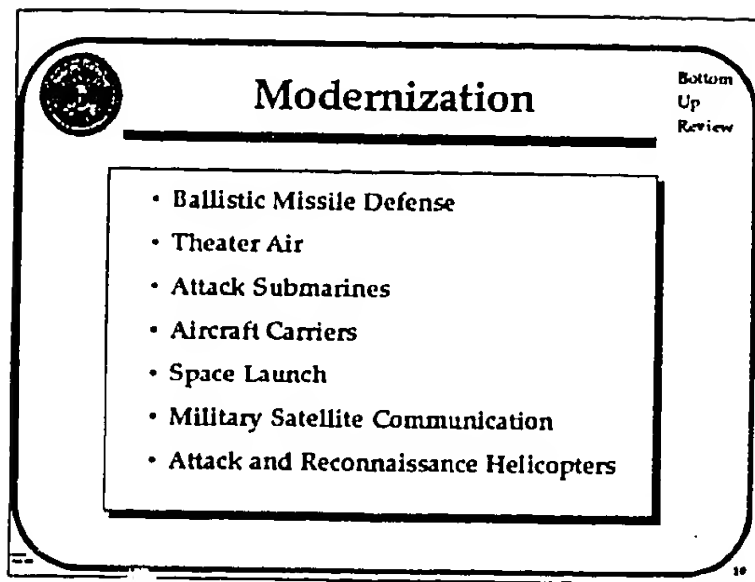 Modernization
Bottom
Up
Review
• Ballistic Missile Defense
• Theater Air
• Attack Submarines
• Aircraft Carriers
• Space Launch
• Military Satellite Communication
• Attack and Reconnaissance Helicopters